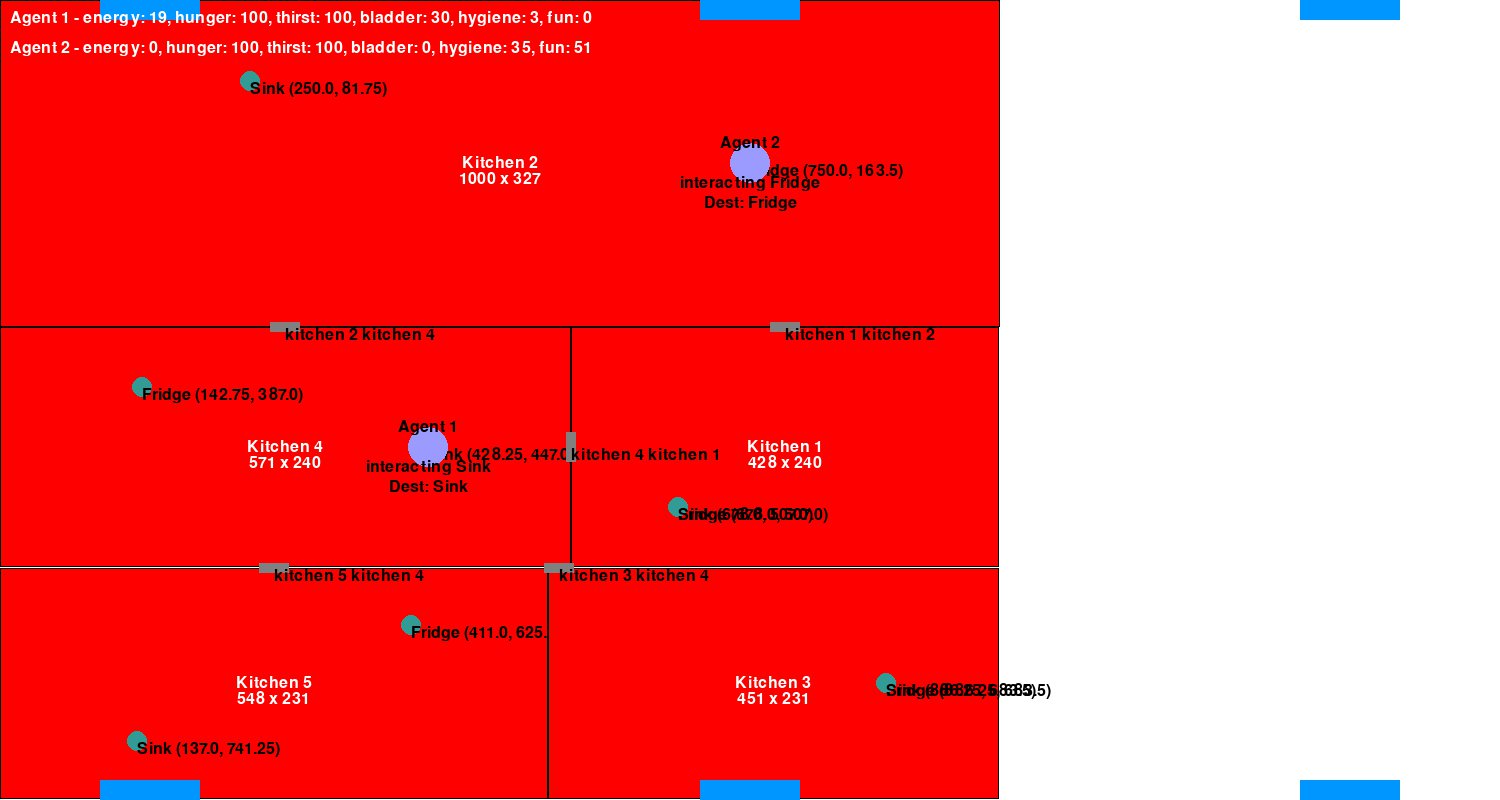 Agent 1 - energy: 19, hunger: 100, thirst: 100, bladder: 30, hygiene: 3, fun: 0
Agent 2 - energy: 0, hunger: 100, thirst: 100, bladder: 0, hygiene: 35, fun: 51
Sink (250.0, 81.75)
Agent 2
Kitchen 2
1000 x 327
dge (750.0, 163.5)
interacting Fridge
Dest: Fridge
kitchen 2 kitchen 4
kitchen 1 kitchen 2
Fridge (142.75, 387.0)
Agent 1
Kitchen 4
571 x 240
nk (428.25, 447.0
kitchen 4 kitchen 1
Kitchen 1
428 x 240
interacting Sink
Dest: Sink
kitchen 5 kitchen 4
kitchen 3 kitchen 4
Fridge (411.0, 625.
Kitchen 5
548 x 231
Kitchen 3
451 x 231
Sink (137.0, 741.25)